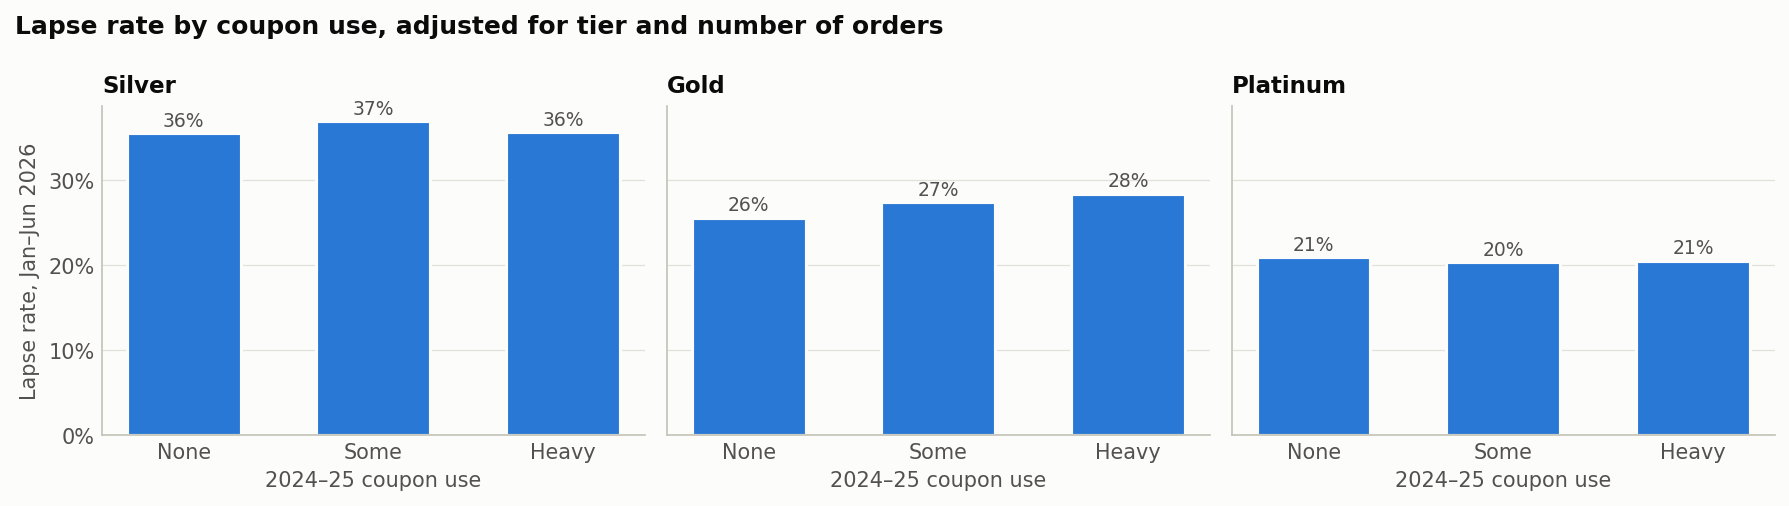 Lapse rate by coupon use, adjusted for tier and number of orders
Silver
Gold
Platinum
Lapse rate, Jan–Jun 2026
30%
20%
10%
0%
36%
37%
36%
26%
27%
28%
21%
20%
21%
None
Some
Heavy
None
Some
Heavy
None
Some
Heavy
2024–25 coupon use
2024–25 coupon use
2024–25 coupon use